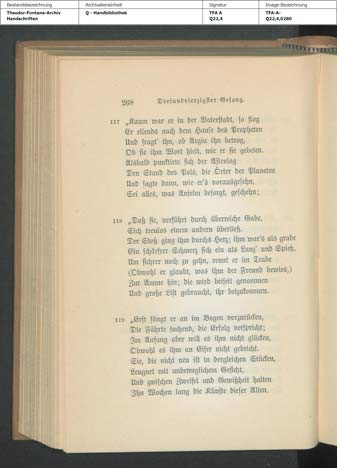 Bestandsbezeichnung
Archivalieneinheit
Signatur
Image-Bezeichnung
Theodor-Fontane-Archiv
Handschriften
Q - Handbibliothek
TFA A
Q22,4
TFA-A-
Q22,4,0280
268 Dreiundvierzigster Gesang.
117 „Kaum war er in der Vaterstadt, so flog
Er eilends nach dem Hause des Propheten
Und fragt' ihn, ob Argia ihn betrog,
Ob sie ihm Wort hielt, wie er sie gebeten.
Alsbald punktierte sich der Astrolog
Den Stand des Pols, die Örter der Planeten
Und sagte dann, wie er's vorausgesehn,
Sei alles, was Anselm besorgt, geschehn;
118 „Daß sie, verführt durch überreiche Gabe,
Sich treulos einem andern überließ.
Der Stoß ging ihm durchs Herz; ihm war's als grabe
Ein schärfrer Schmerz sich ein als Lanz' und Spieß.
Um sichrer noch zu gehn, rennt er im Trabe
(Obwohl er glaubt, was ihm der Freund bewies,)
Zur Amme hin; die wird beiseit genommen
Und große List gebraucht, ihr beizukommen.
119 „Erst fängt er an im Bogen vorzurücken,
Die Fährte suchend, die Erfolg verspricht;
Im Anfang aber will es ihm nicht glücken,
Obwohl es ihm an Eifer nicht gebricht.
Sie, die nicht neu ist in dergleichen Stücken,
Leugnet mit unbeweglichem Gesicht,
Und zwischen Zweifel und Gewißheit halten
Ihn Wochen lang die Künste dieser Alten.